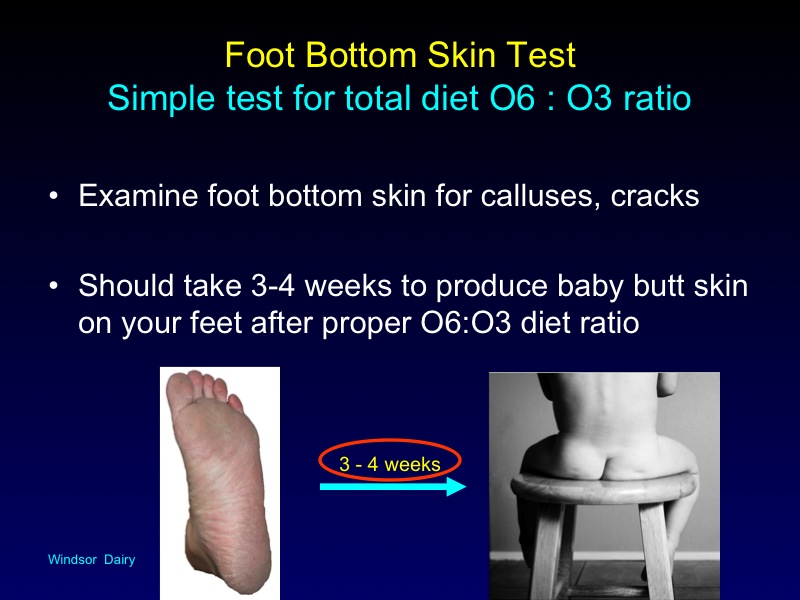 Foot Bottom Skin Test
Simple test for total diet O6 : O3 ratio
• Examine foot bottom skin for calluses, cracks
• Should take 3-4 weeks to produce baby butt skin
on your feet after proper O6:O3 diet ratio
3 - 4 weeks
Windsor Dairy